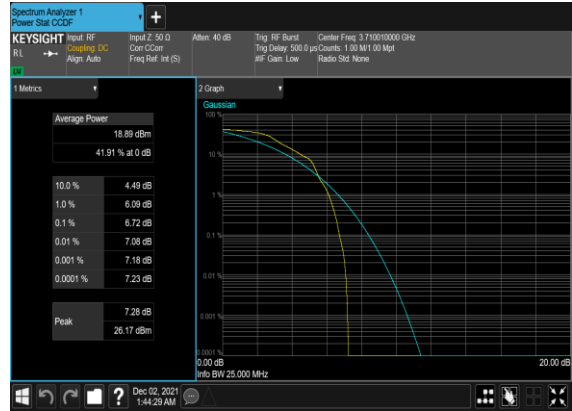 Spectrum Analyzer 1
Power Stat CCDF
KEYSIGHT
RL
Input: RF
Coupling: DC
Align: Auto
Input Z: 50 Ω
Corr CCorr
Freq Ref: Int (S)
Atten: 40 dB
Trig: RF Burst
Trig Delay: 500.0 µs
#IF Gain: Low
Center Freq: 3.710010000 GHz
Counts: 1.00 M/1.00 Mpt
Radio Std: None
1 Metrics
Average Power
18.89 dBm
41.91 % at 0 dB
10.0 % 4.49 dB
1.0 % 6.09 dB
0.1 % 6.72 dB
0.01 % 7.08 dB
0.001 % 7.18 dB
0.0001 % 7.23 dB
Peak
7.28 dB
26.17 dBm
2 Graph
Gaussian
100 %
10 %
1 %
0.1 %
0.01 %
0.001 %
0.0001 %
0.00 dB
20.00 dB
Info BW 25.000 MHz
?
Dec 02, 2021
1:44:29 AM